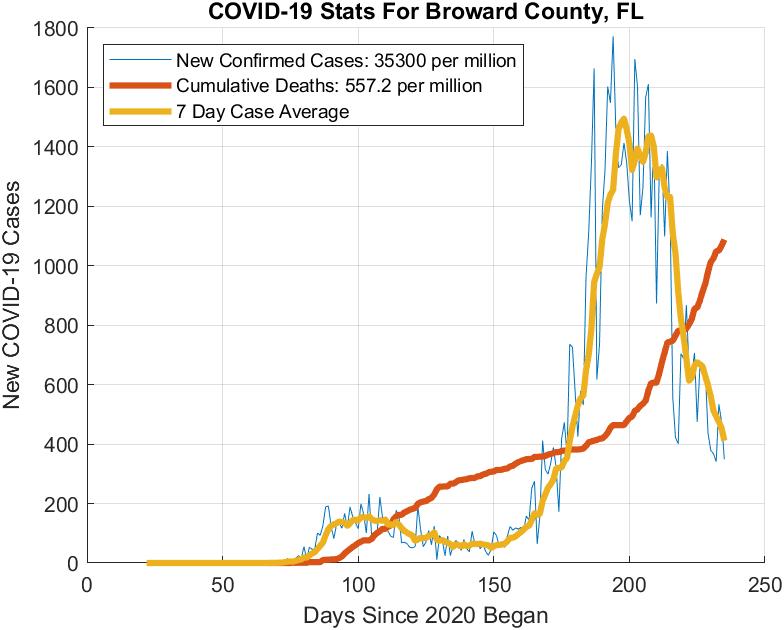 COVID-19 Stats For Broward County, FL
New Confirmed Cases: 35300 per million
Cumulative Deaths: 557.2 per million
7 Day Case Average
New COVID-19 Cases
1800
1600
1400
1200
1000
800
600
400
200
0
0 50 100 150 200 250
Days Since 2020 Began